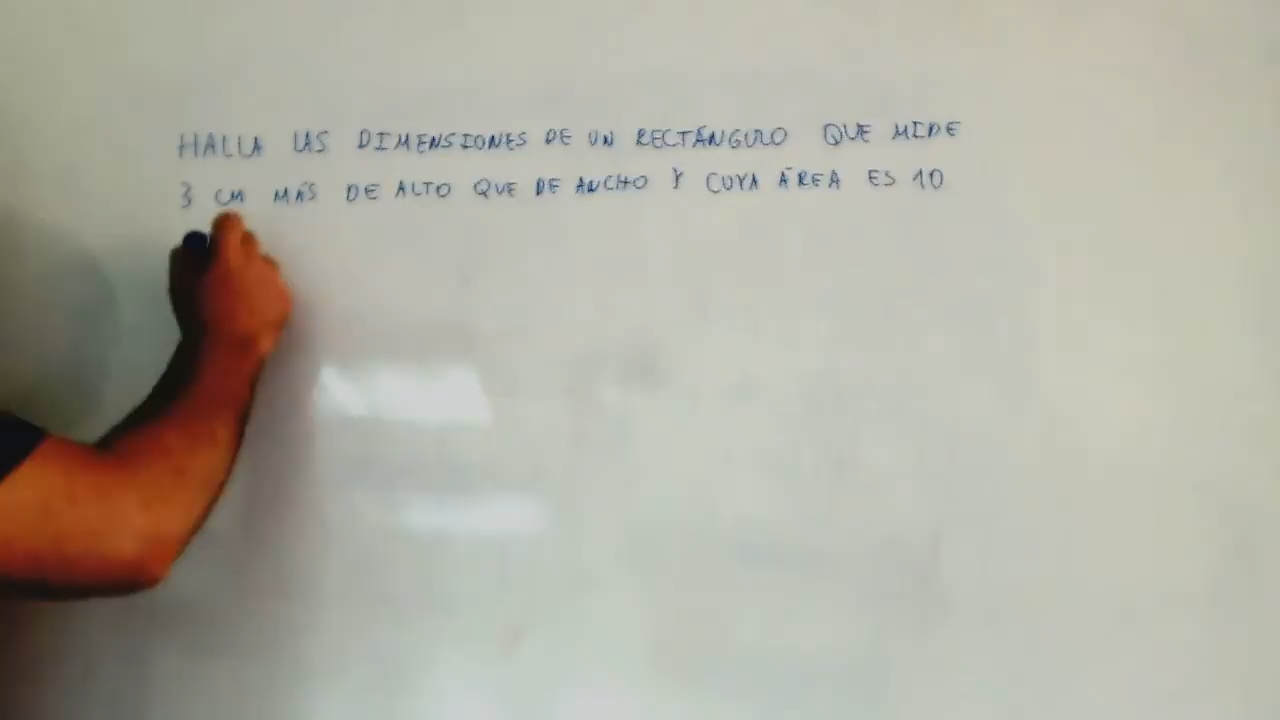 HALLA LAS DIMENSIONES DE UN RECTÁNGULO QUE MIDE
3 CM MÁS DE ALTO QUE DE ANCHO Y CUYA ÁREA ES 10